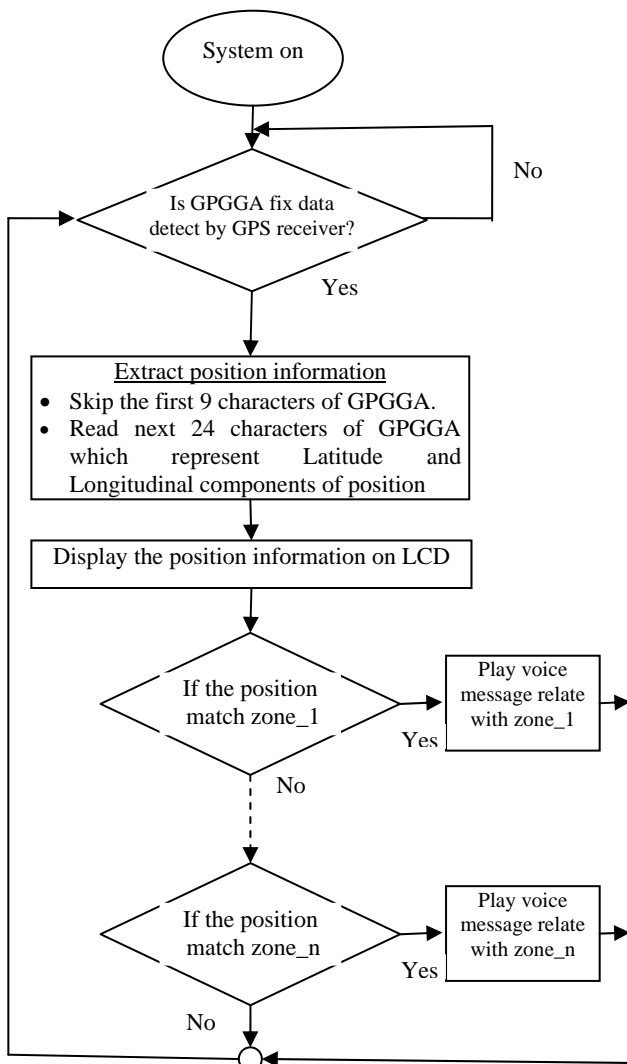 System on
No
Is GPGGA fix data
detect by GPS receiver?
Yes
Extract position information
• Skip the first 9 characters of GPGGA.
• Read next 24 characters of GPGGA
which represent Latitude and
Longitudinal components of position
Display the position information on LCD
If the position
match zone_1
Yes
Play voice
message relate
with zone_1
No
If the position
match zone_n
Yes
Play voice
message relate
with zone_n
No